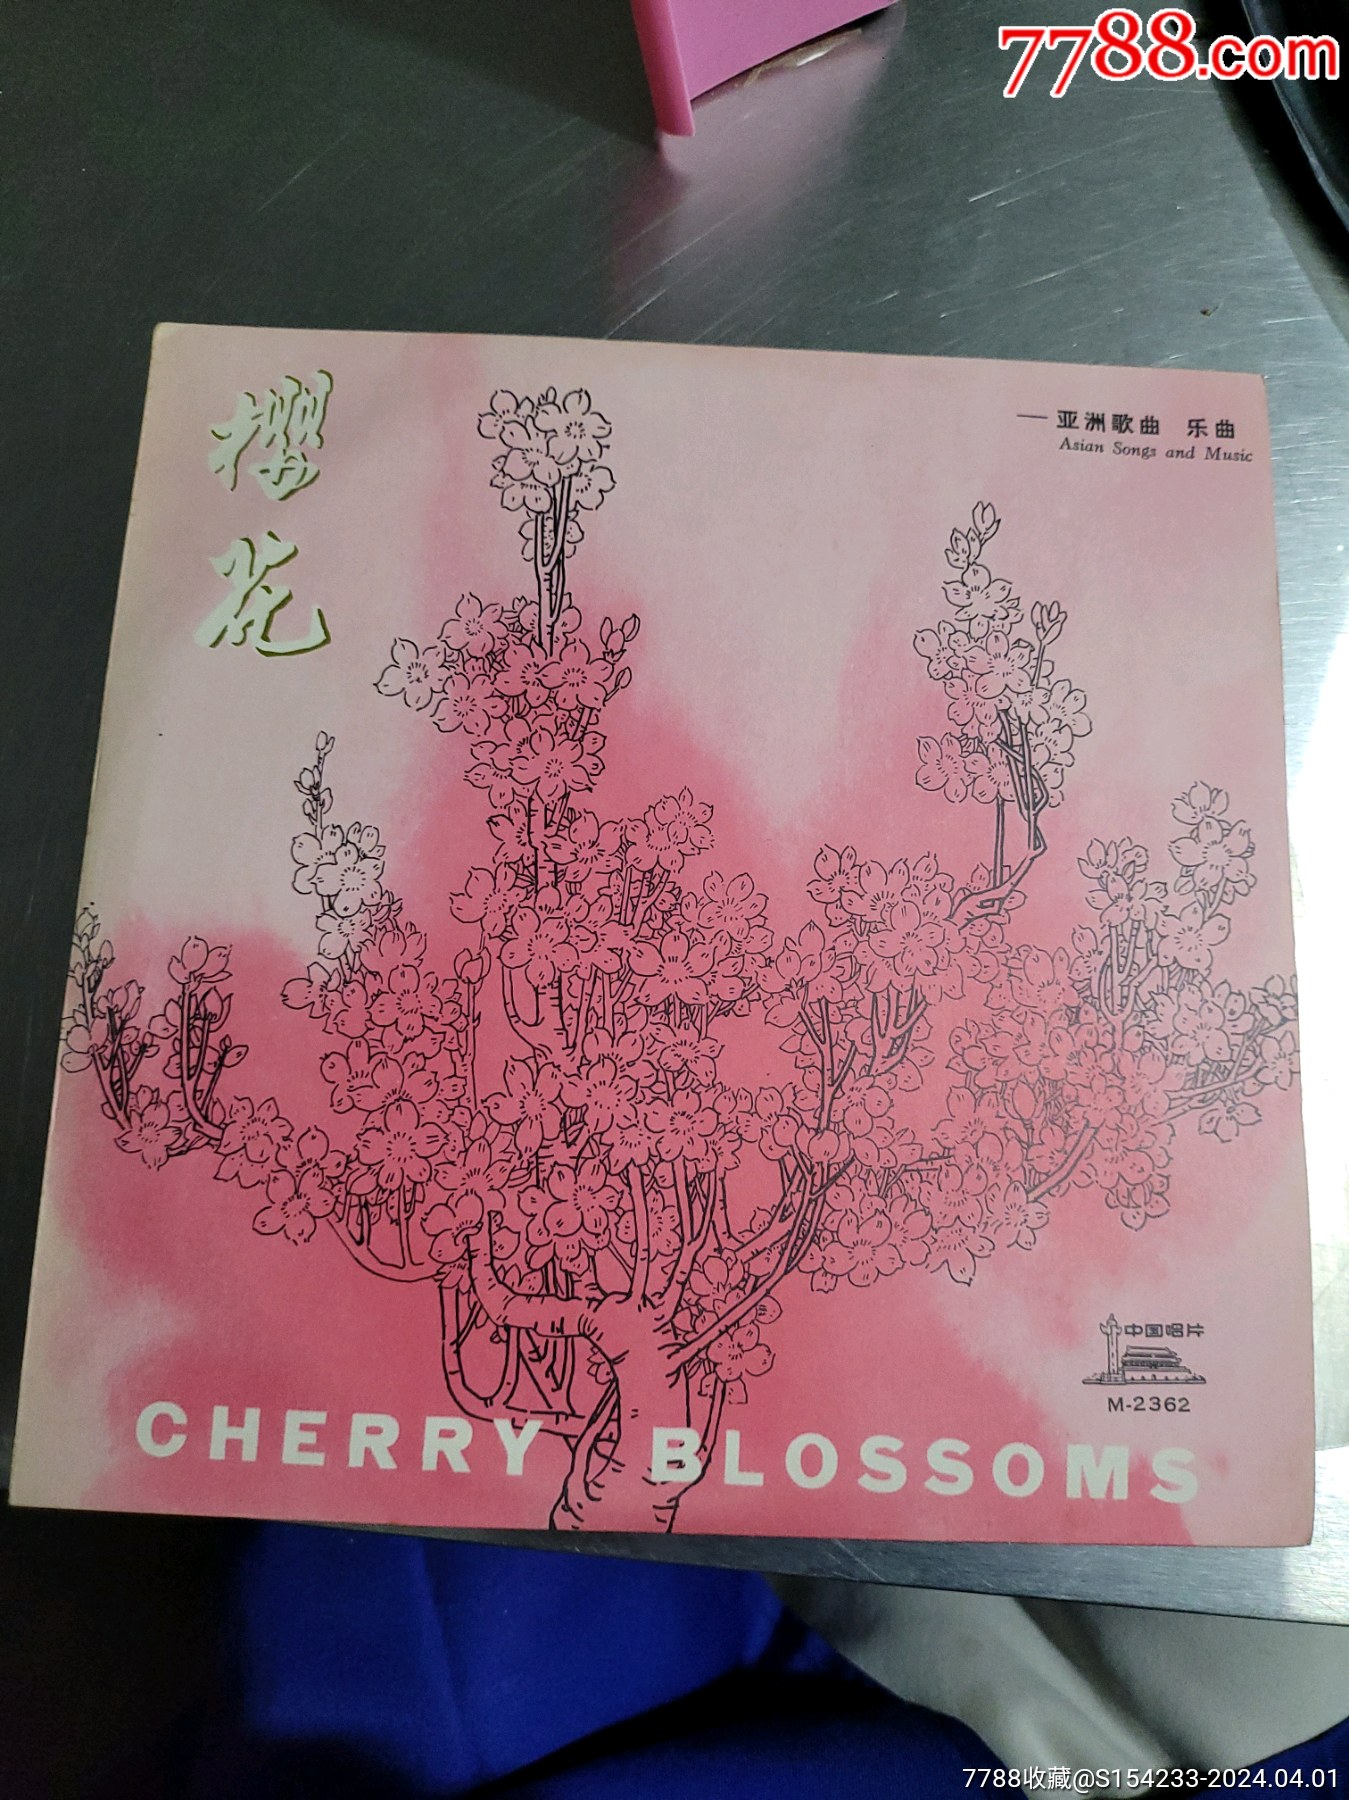 7788.com
樱
花
— 亚洲歌曲 乐曲
Asian Songs and Music
中国唱片
M-2362
CHERRY BLOSSOMS
7788收藏@S154233-2024.04.01